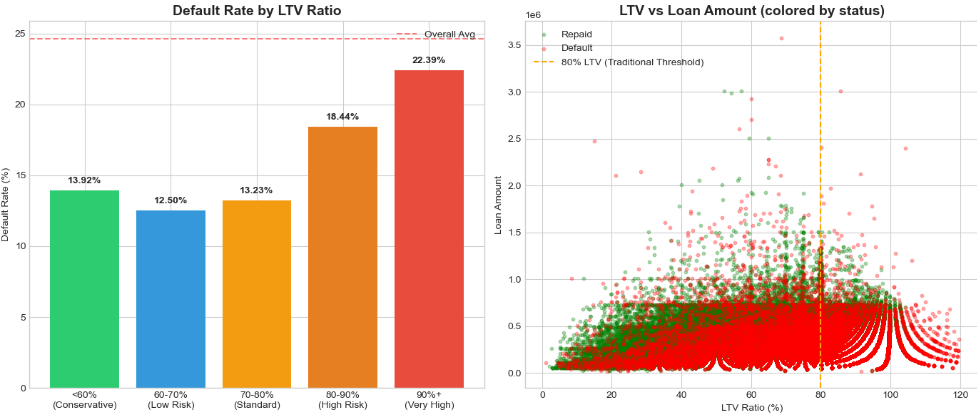 Default Rate by LTV Ratio
25
20
15
10
5
0
Default Rate (%)
Overall Avg
13.92%
12.50%
13.23%
18.44%
22.39%
<60%
(Conservative)
60-70%
(Low Risk)
70-80%
(Standard)
80-90%
(High Risk)
90%+
(Very High)
LTV vs Loan Amount (colored by status)
1e6
3.5
3.0
2.5
2.0
1.5
1.0
0.5
0.0
Loan Amount
Repaid
Default
80% LTV (Traditional Threshold)
0
20
40
60
80
100
120
LTV Ratio (%)